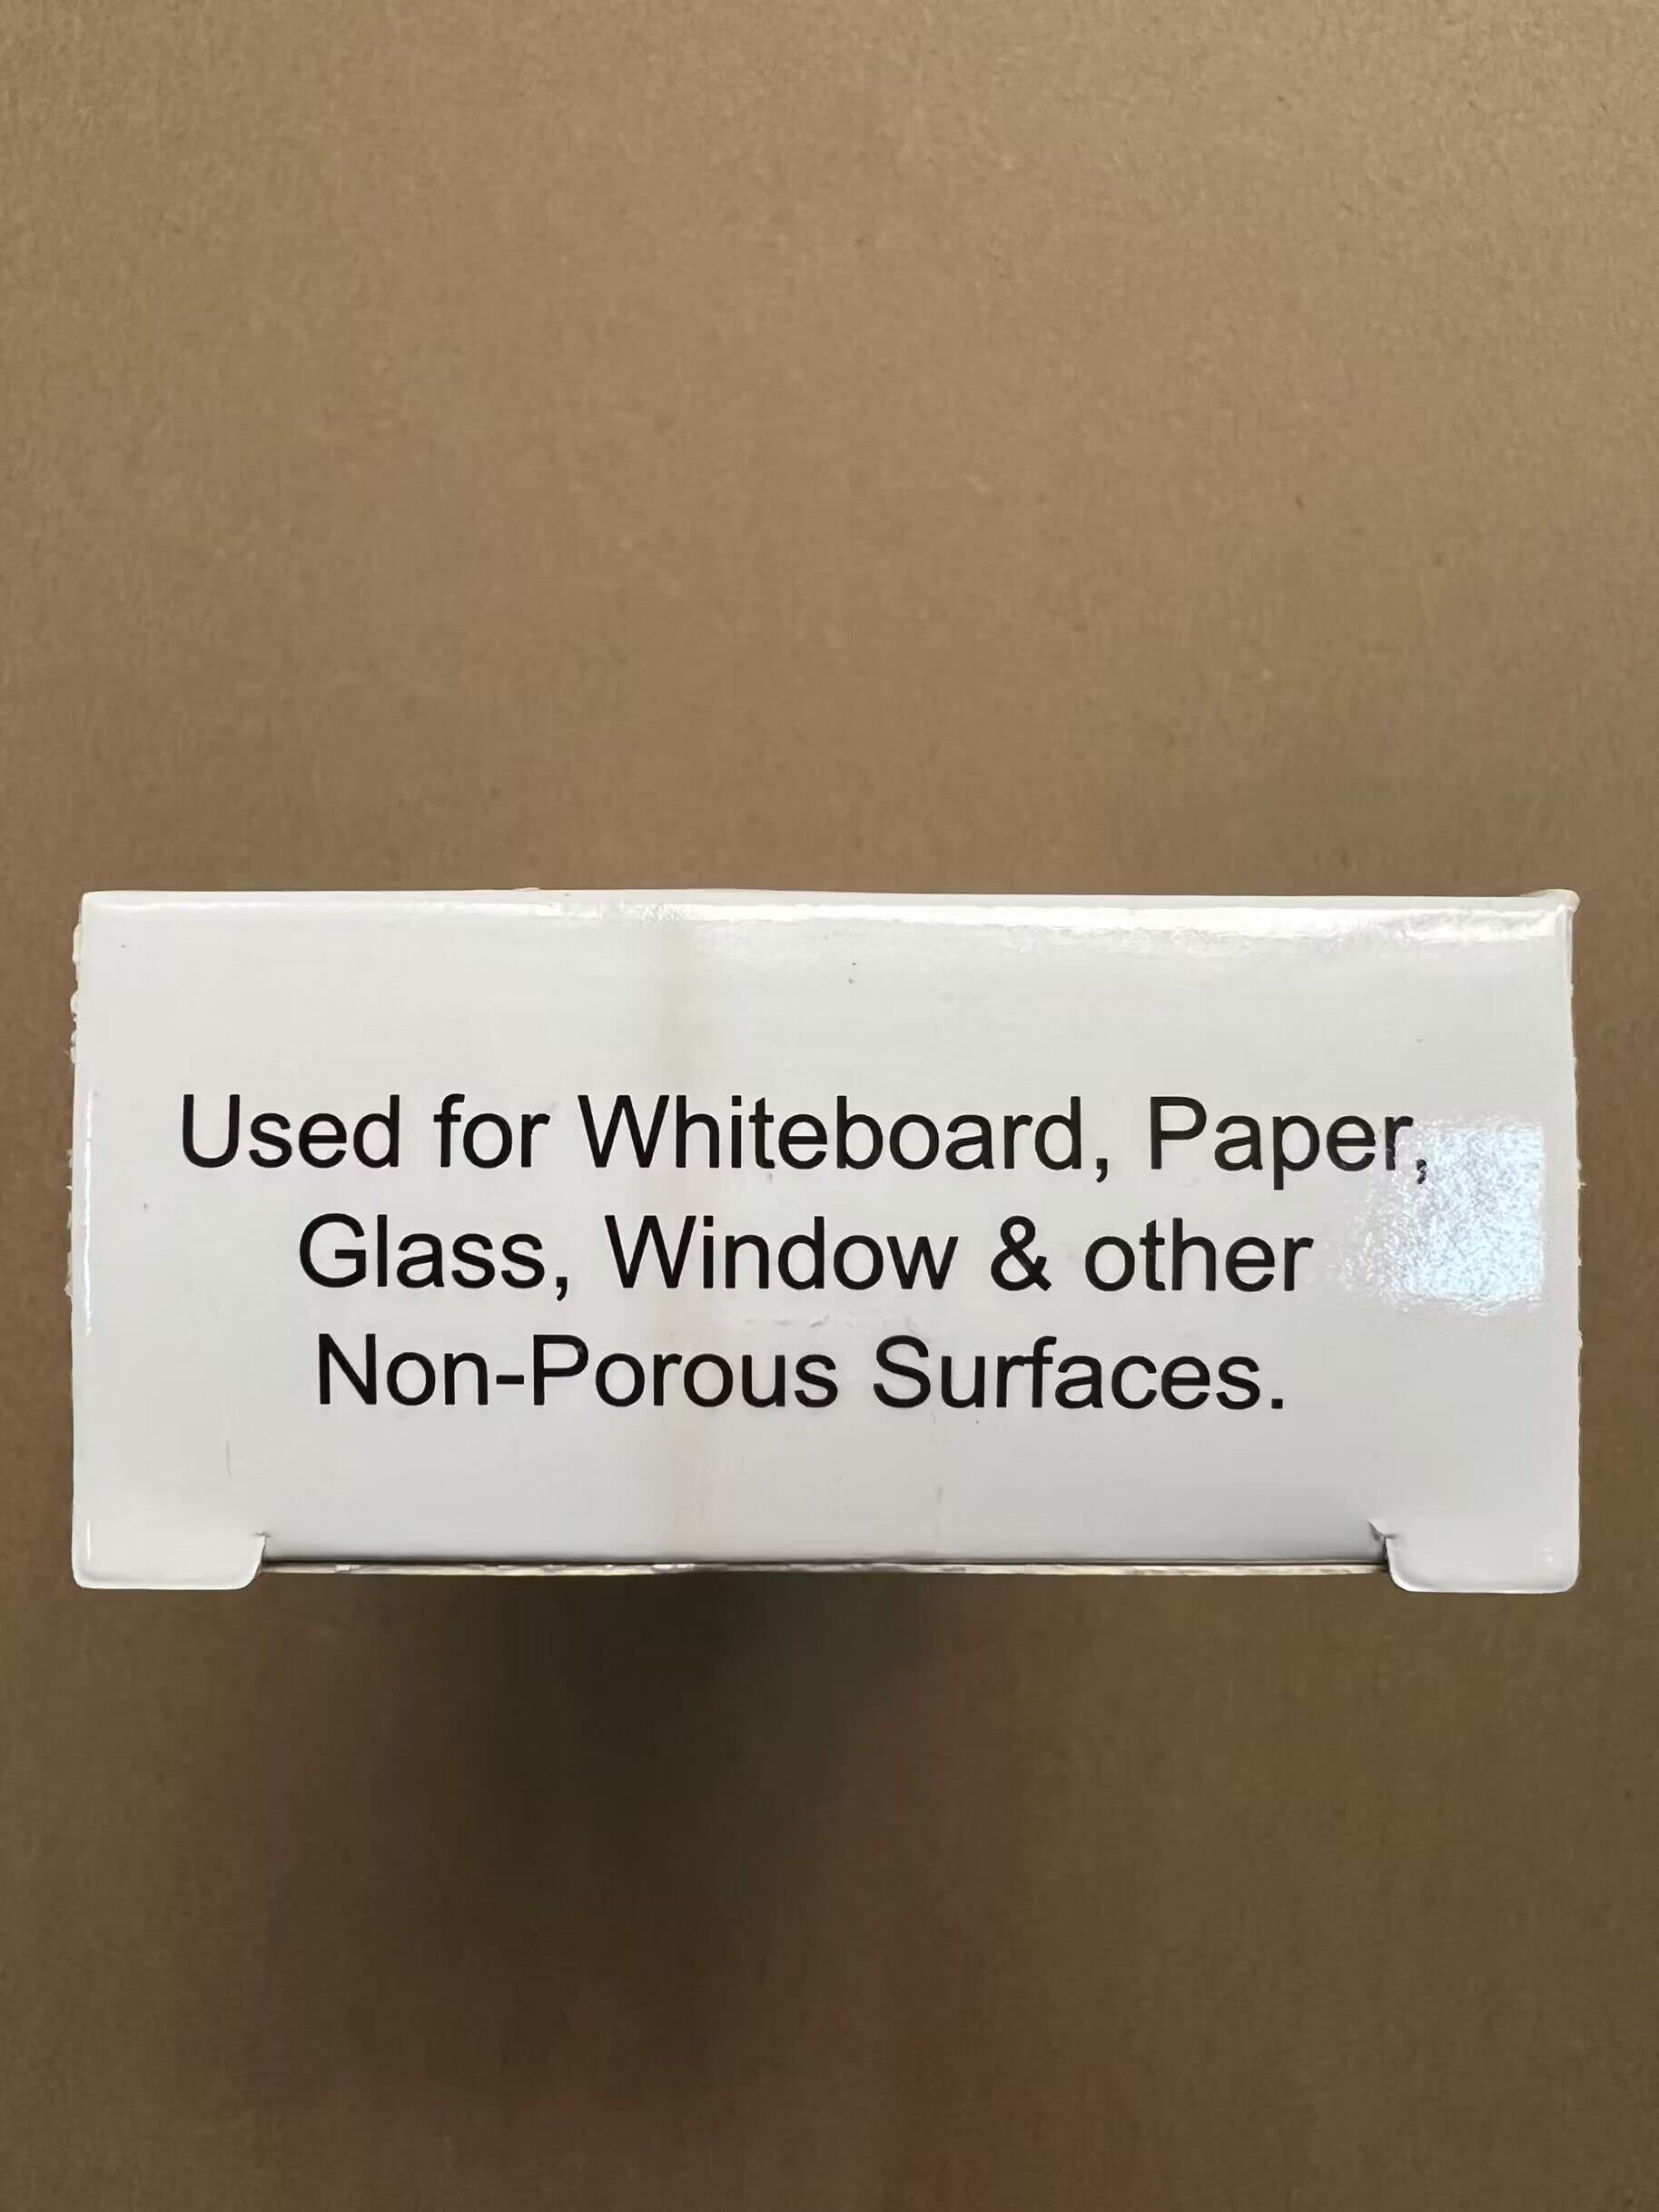 Used for Whiteboard, Paper,
Glass, Window & other
Non-Porous Surfaces.